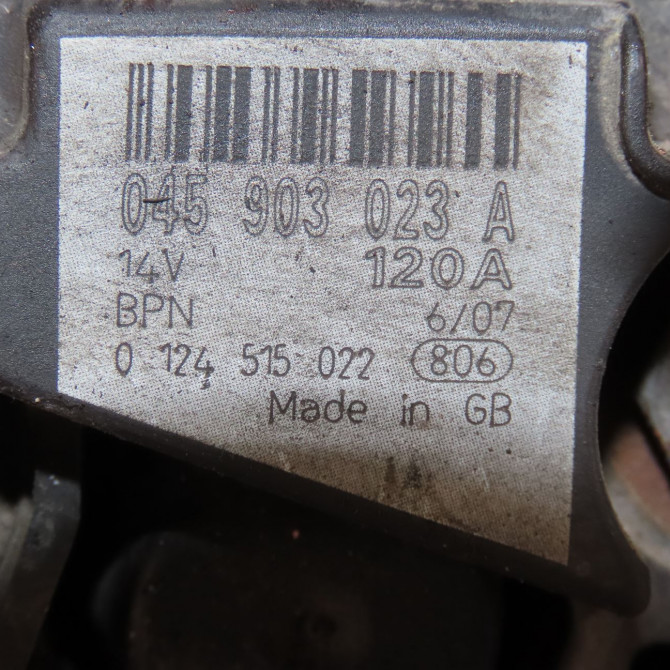 045 903 023 A
14V 120A
BPN 6/07
0 124 515 022 806
Made in GB